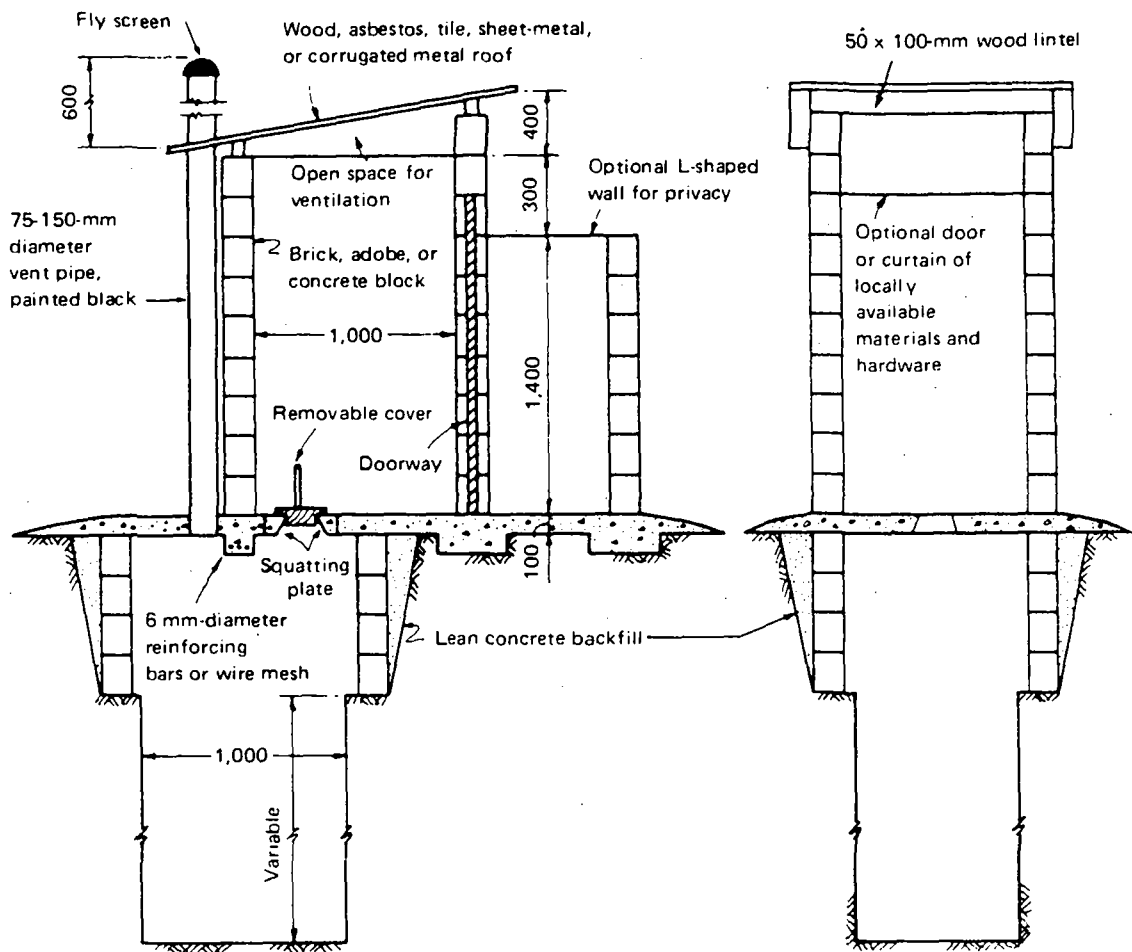 Fly screen
Wood, asbestos, tile, sheet-metal,
or corrugated metal roof
50 x 100-mm wood lintel
600
400
Open space for
ventilation
300
Optional L-shaped
wall for privacy
75-150-mm
diameter
vent pipe,
painted black
Brick, adobe, or
concrete block
Optional door
or curtain of
locally
available
materials and
hardware
1,000
1,400
Removable cover
Doorway
Squatting
plate
100
6 mm-diameter
reinforcing
bars or wire mesh
Lean concrete backfill
1,000
Variable